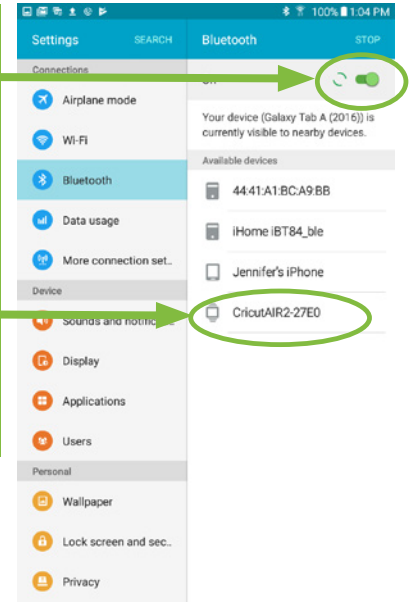 100% 1:04 PM
Settings SEARCH
Bluetooth STOP
Connections
Airplane mode
Wi-Fi
Bluetooth
Data usage
More connection set..
Device
Sounds and
Display
Applications
Users
Personal
Wallpaper
Lock screen and sec..
Privacy
Your device (Galaxy Tab A (2016)) is
currently visible to nearby devices.
Available devices
44:41:A1:BC:A9:BB
iHome iBT84_ble
Jennifer's iPhone
CricutAIR2-27E0